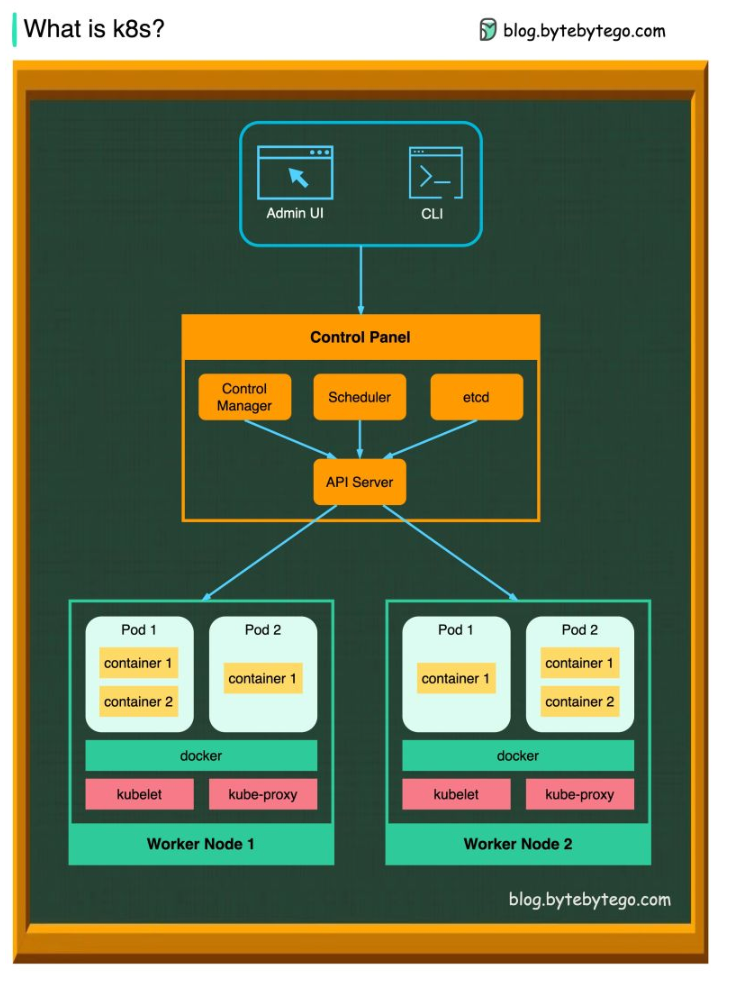 What is k8s?
blog.bytebytego.com
Admin UI
CLI
Control Panel
Control
Manager
Scheduler
etcd
API Server
Pod 1
container 1
container 2
Pod 2
container 1
docker
kubelet
kube-proxy
Worker Node 1
Pod 1
container 1
Pod 2
container 1
container 2
docker
kubelet
kube-proxy
Worker Node 2
blog.bytebytego.com